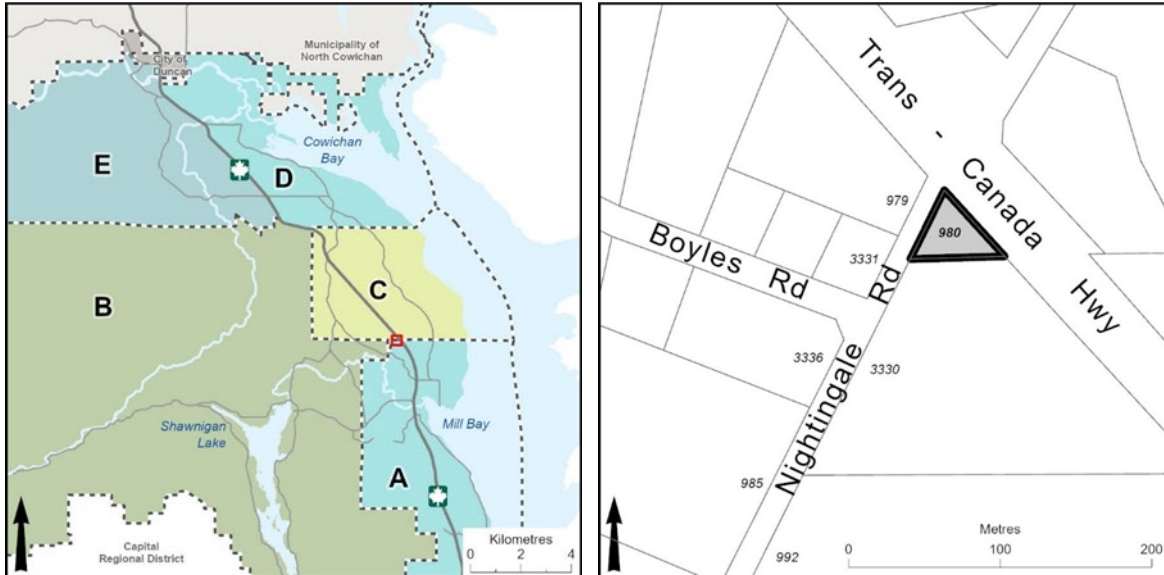 Municipality of
North Cowichan
City of
Duncan
Cowichan
Bay
E
D
B
C
Shawnigan
Lake
Mill Bay
A
Capital
Regional District
Kilometres
0 2 4
Trans - Canada Hwy
979
980
Boyles Rd
3331
3336
3330
Nightingale Rd
985
992
Metres
0 100 200